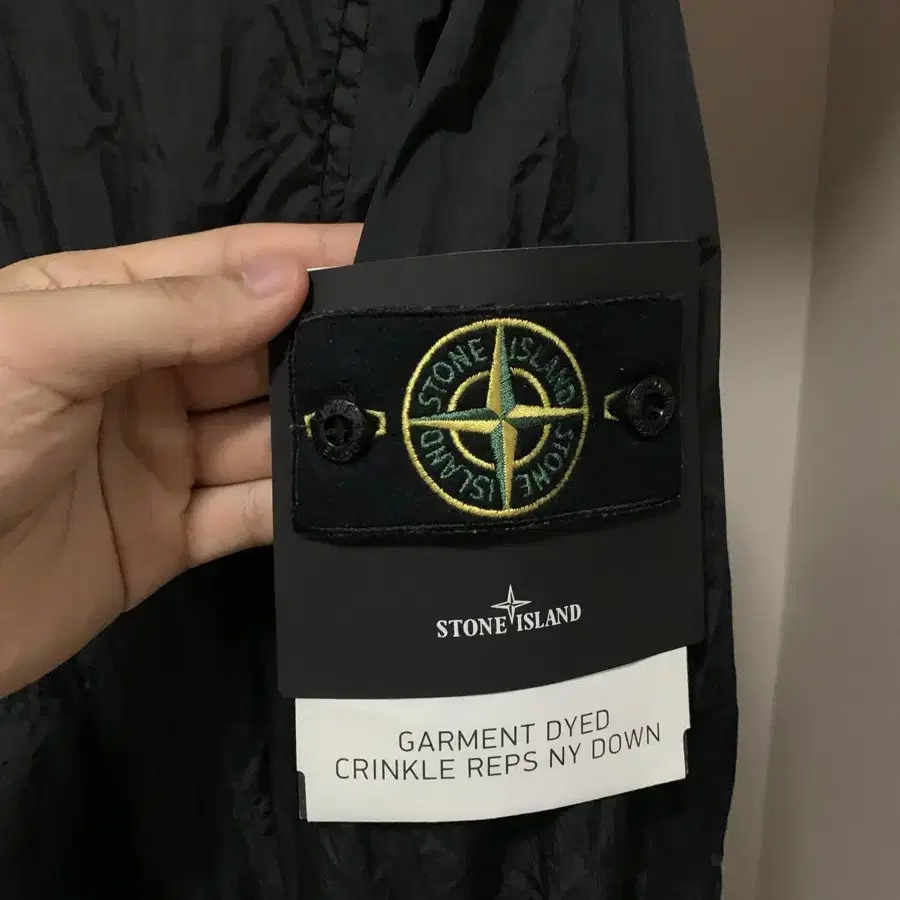 STONE ISLAND
STONE ISLAND
STONE ISLAND
GARMENT DYED
CRINKLE REPS NY DOWN